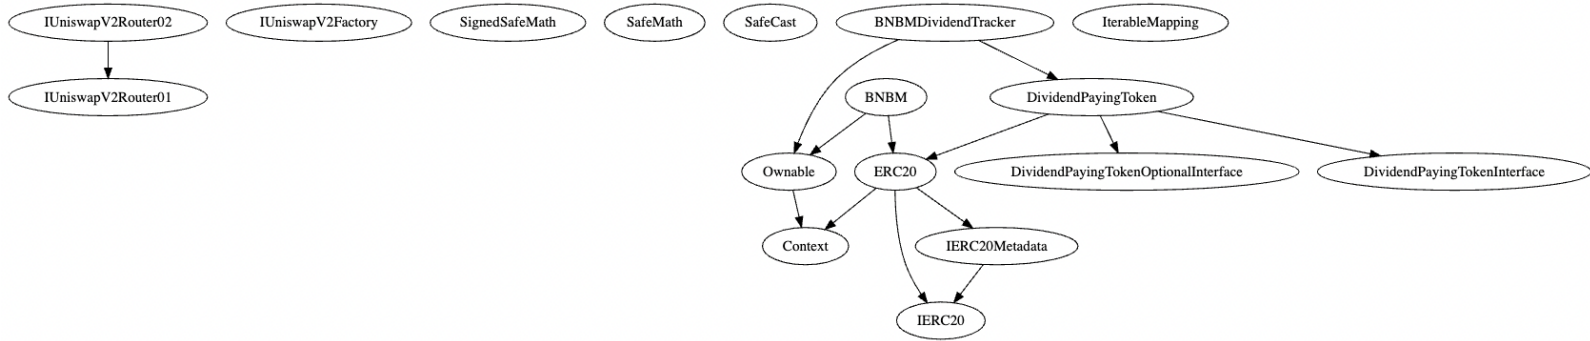 IUniswapV2Router02
IUniswapV2Factory
SignedSafeMath
SafeMath
SafeCast
BNBMDividendTracker
IterableMapping
IUniswapV2Router01
BNBM
DividendPayingToken
Ownable
ERC20
DividendPayingTokenOptionalInterface
DividendPayingTokenInterface
Context
IERC20Metadata
IERC20